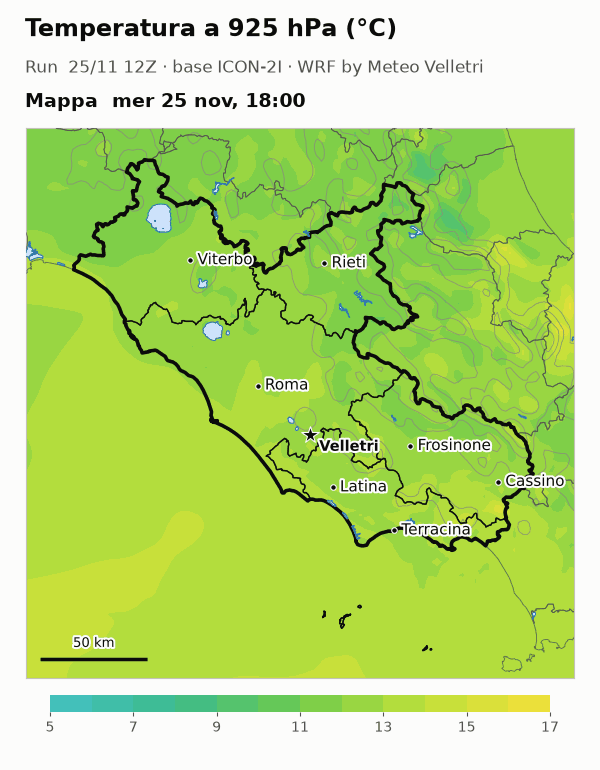 Temperatura a 925 hPa (°C)
Run  25/11 12Z · base ICON-2I · WRF by Meteo Velletri
Mappa  mer 25 nov, 18:00
Viterbo
Rieti
Roma
Velletri
Frosinone
Latina
Cassino
Terracina
50 km
5 7 9 11 13 15 17